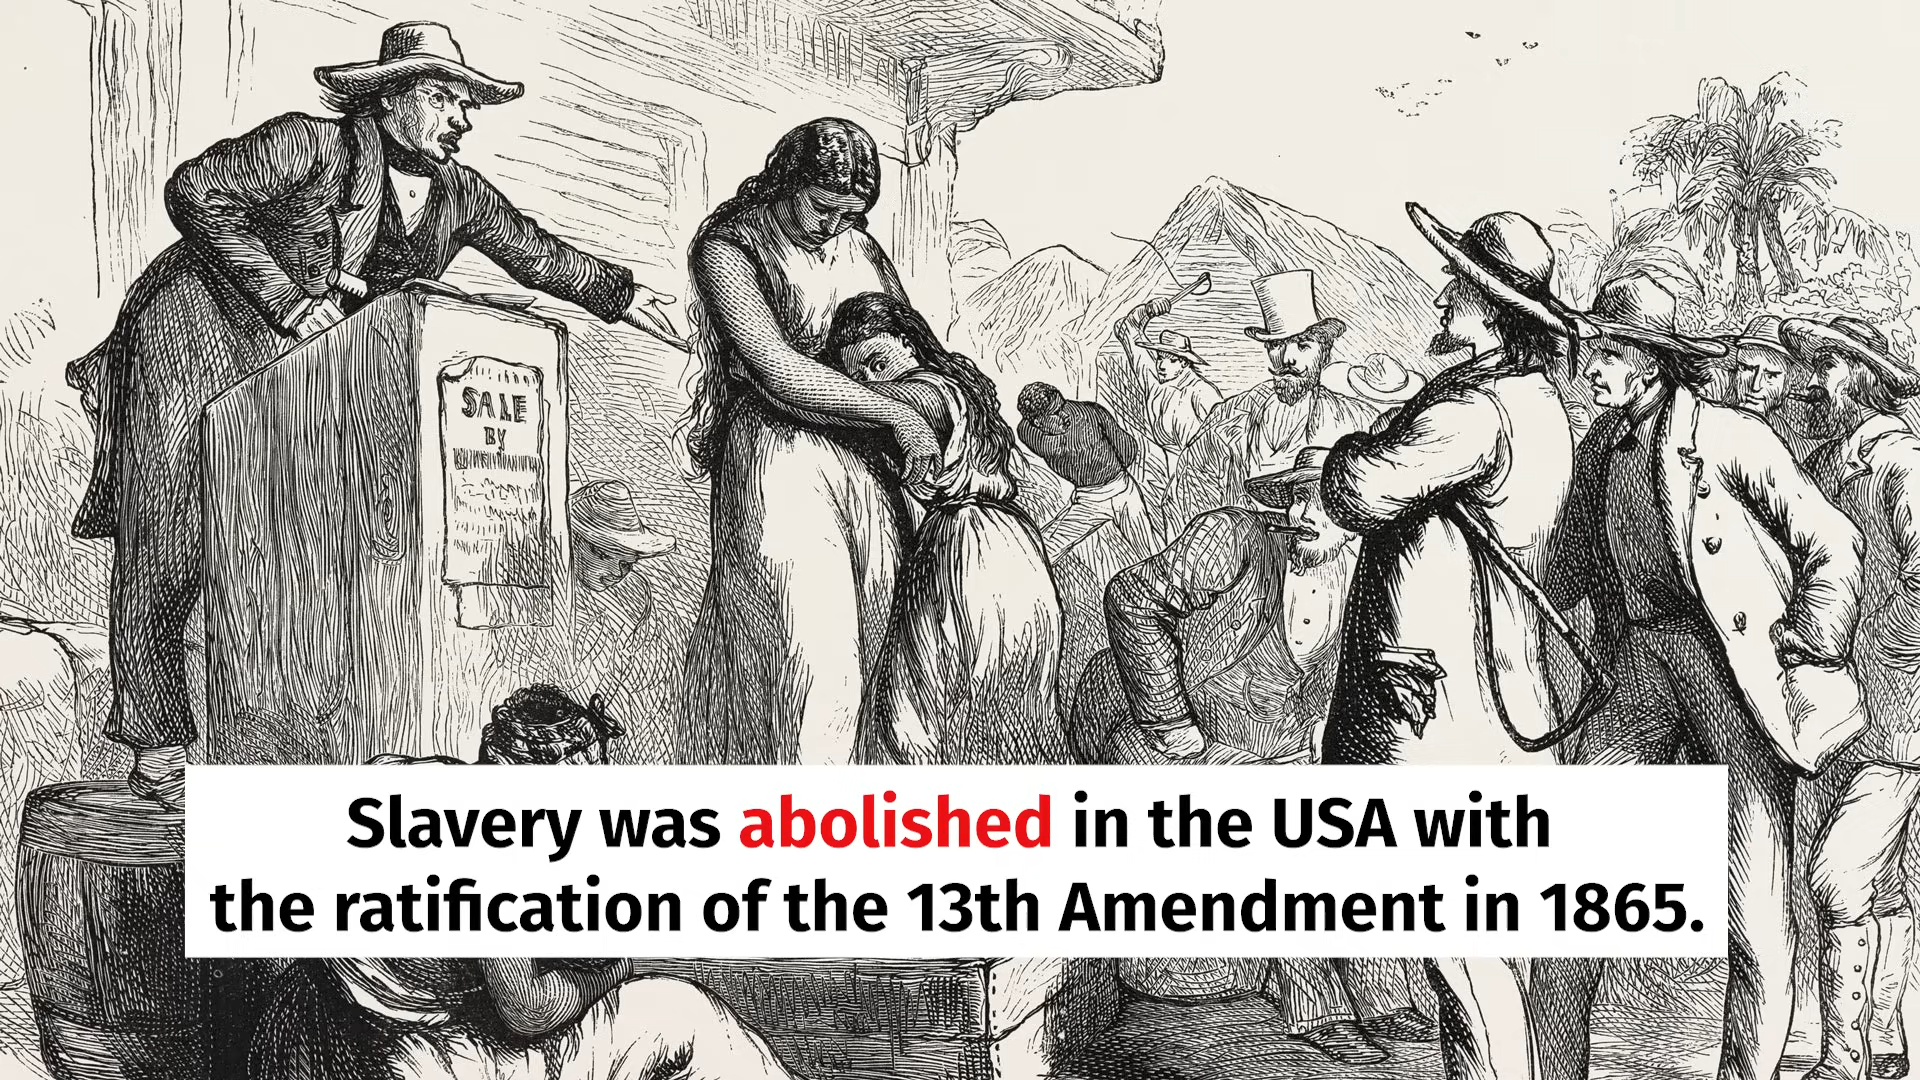 SALE
BY
Slavery was abolished in the USA with
the ratification of the 13th Amendment in 1865.